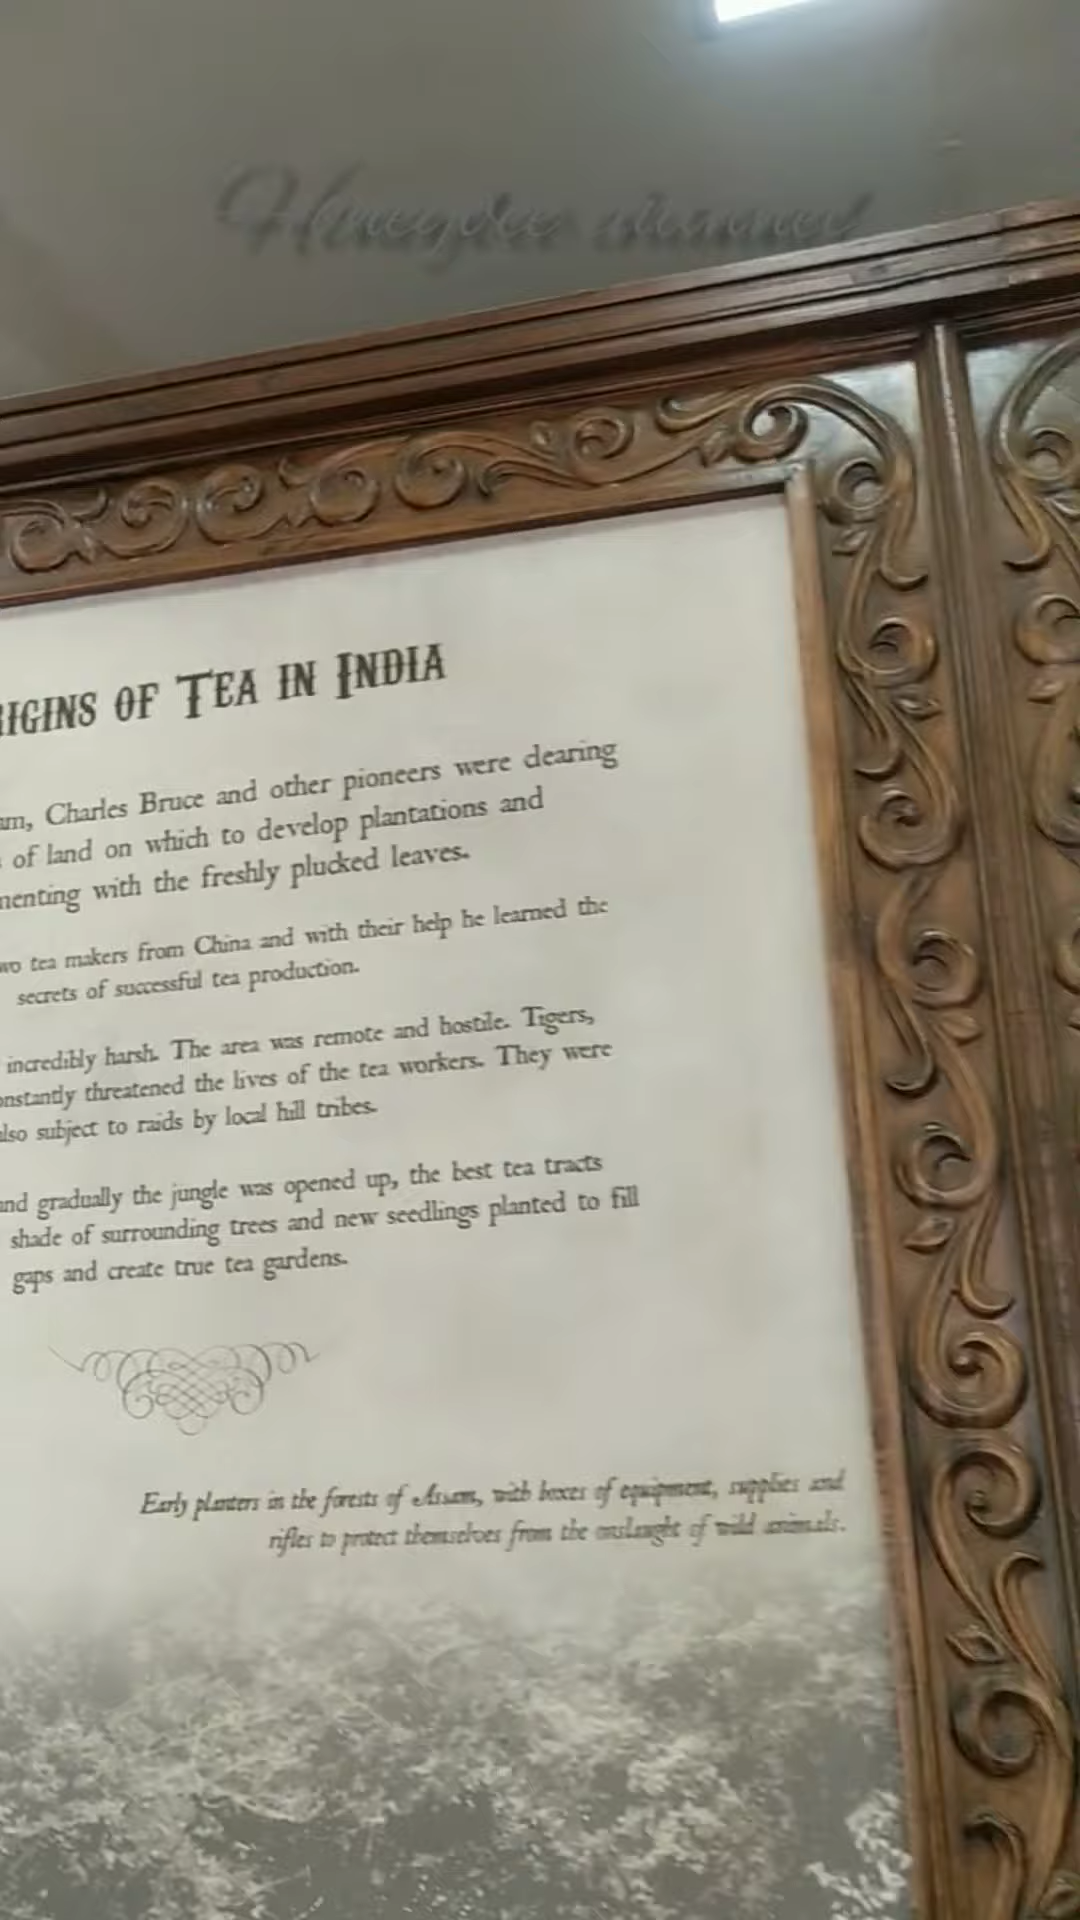 ORIGINS OF TEA IN INDIA
Charles Bruce and other pioneers were clearing
of land on which to develop plantations and
with the freshly plucked leaves.
tea makers from China and with their help he learned the
secrets of successful tea production.
incredibly harsh. The area was remote and hostile. Tigers,
threatened the lives of the tea workers. They were
also subject to raids by local hill tribes.
and gradually the jungle was opened up, the best tea tracts
shade of surrounding trees and new seedlings planted to fill
gaps and create true tea gardens.
Early planters in the forests of Assam, with boxes of equipment, supplies and
rifles to protect themselves from the onslaught of wild animals.